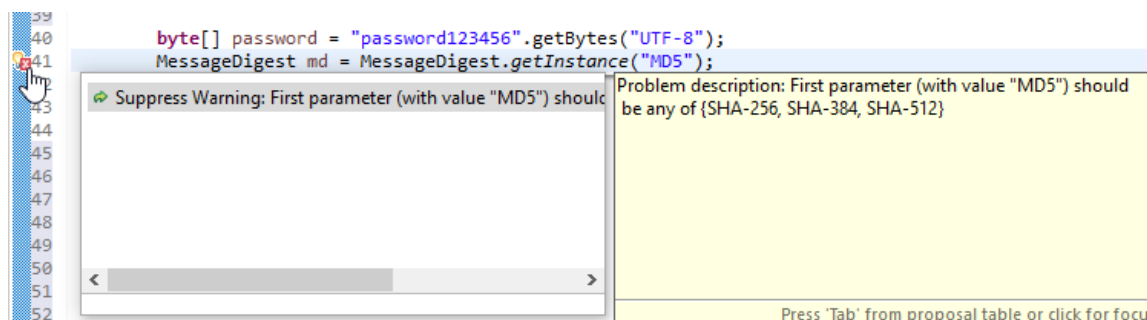 39
40 byte[] password = "password123456".getBytes("UTF-8");
41 MessageDigest md = MessageDigest.getInstance("MD5");
Suppress Warning: First parameter (with value "MD5") should
Problem description: First parameter (with value "MD5") should
be any of {SHA-256, SHA-384, SHA-512}
43
44
45
46
47
48
49
50
51
52
Press 'Tab' from proposal table or click for focu